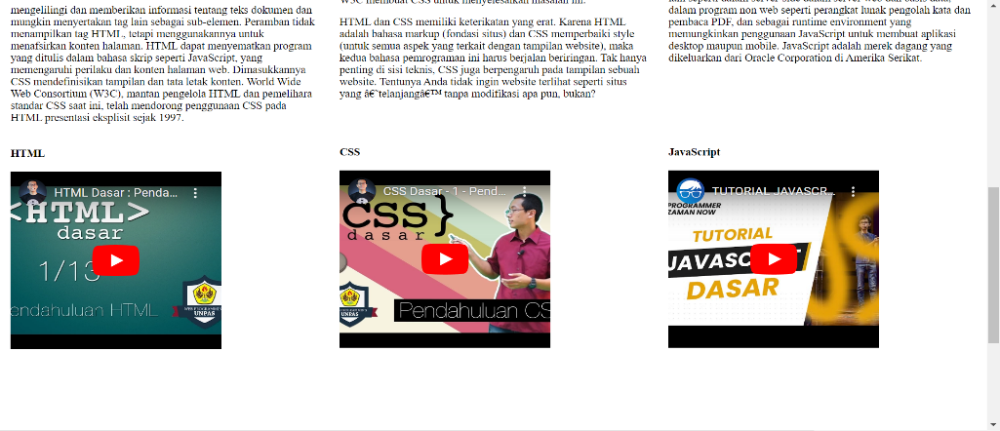 mengelilingi dan memberikan informasi tentang teks dokumen dan
mungkin menyertakan tag lain sebagai sub-elemen. Peramban tidak
menampilkan tag HTML, tetapi menggunakannya untuk
menafsirkan konten halaman. HTML dapat menyematkan program
yang ditulis dalam bahasa skrip seperti JavaScript, yang
memengaruhi perilaku dan konten halaman web. Dimasukkannya
CSS mendefinisikan tampilan dan tata letak konten. World Wide
Web Consortium (W3C), mantan pengelola HTML dan pemelihara
standar CSS saat ini, telah mendorong penggunaan CSS pada
HTML presentasi eksplisit sejak 1997.
W3C membuat CSS untuk menyelesaikan masalah ini.
HTML dan CSS memiliki keterikatan yang erat. Karena HTML
adalah bahasa markup (fondasi situs) dan CSS memperbaiki style
(untuk semua aspek yang terkait dengan tampilan website), maka
kedua bahasa pemrograman ini harus berjalan beriringan. Tak hanya
penting di sisi teknis, CSS juga berpengaruh pada tampilan sebuah
website. Tentunya Anda tidak ingin website terlihat seperti situs
yang â€˜telanjangâ€™ tanpa modifikasi apa pun, bukan?
dalam program non web seperti perangkat lunak pengolah kata dan
pembaca PDF, dan sebagai runtime environment yang
memungkinkan penggunaan JavaScript untuk membuat aplikasi
desktop maupun mobile. JavaScript adalah merek dagang yang
dikeluarkan dari Oracle Corporation di Amerika Serikat.
HTML
HTML Dasar : Penda...
<HTML>
dasar
1/13
endahuluan HTML
UNPAS
CSS
CSS Dasar - 1 - Pend...
CSS}
dasar
Pendahuluan CS
UNPAS
JavaScript
TUTORIAL JAVASCR...
PROGRAMMER
ZAMAN NOW
TUTORIAL
JAVASCRIPT
DASAR